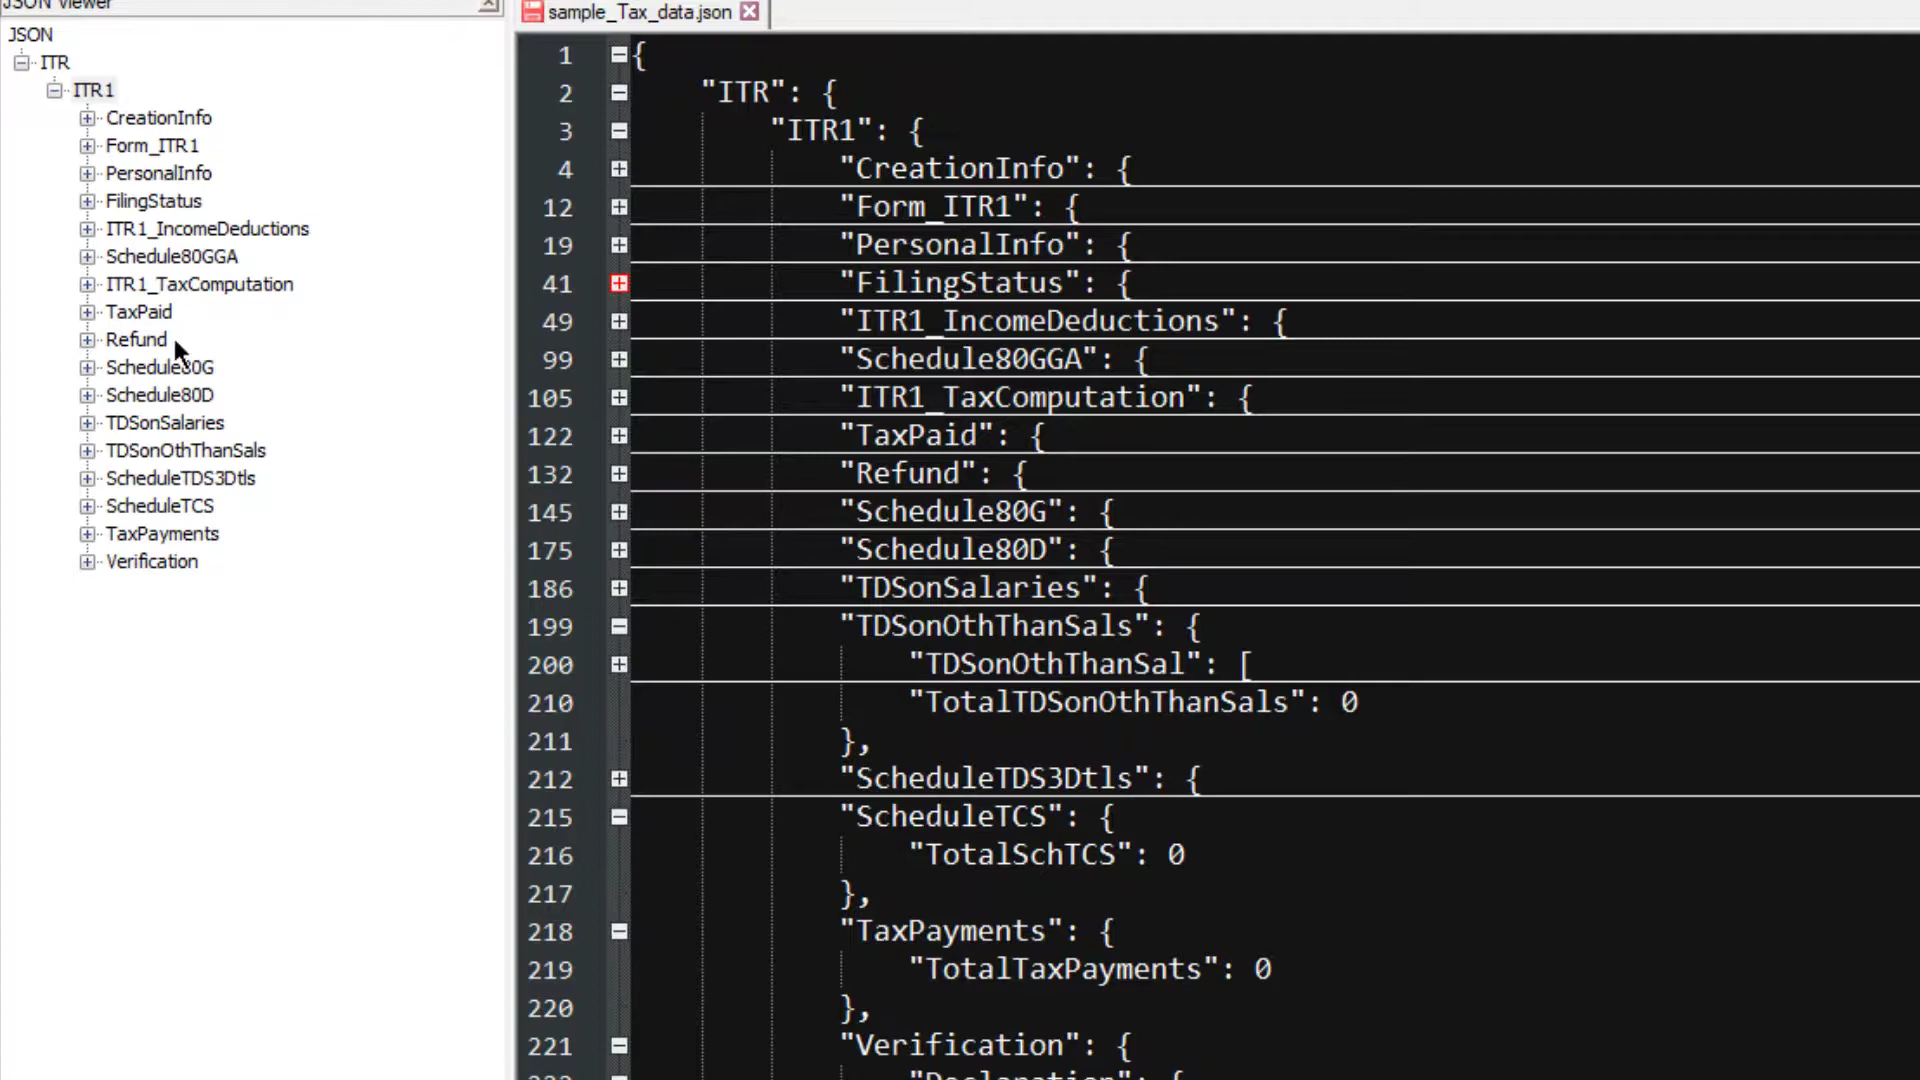 JSON Viewer
JSON
ITR
ITR1
CreationInfo
Form_ITR1
PersonalInfo
FilingStatus
ITR1_IncomeDeductions
Schedule80GGA
ITR1_TaxComputation
TaxPaid
Refund
Schedule80G
Schedule80D
TDSonSalaries
TDSonOthThanSals
ScheduleTDS3Dtls
ScheduleTCS
TaxPayments
Verification
sample_Tax_data.json
1 {
2 "ITR": {
3 "ITR1": {
4 "CreationInfo": {
12 "Form_ITR1": {
19 "PersonalInfo": {
41 "FilingStatus": {
49 "ITR1_IncomeDeductions": {
99 "Schedule80GGA": {
105 "ITR1_TaxComputation": {
122 "TaxPaid": {
132 "Refund": {
145 "Schedule80G": {
175 "Schedule80D": {
186 "TDSonSalaries": {
199 "TDSonOthThanSals": {
200 "TDSonOthThanSal": [
210 "TotalTDSonOthThanSals": 0
211 },
212 "ScheduleTDS3Dtls": {
215 "ScheduleTCS": {
216 "TotalSchTCS": 0
217 },
218 "TaxPayments": {
219 "TotalTaxPayments": 0
220 },
221 "Verification": {
222 "Declaration": {